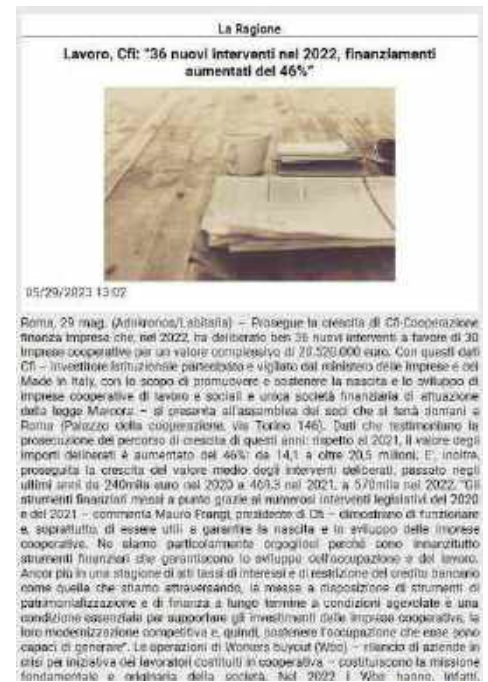 La Ragione
Lavoro, Cfi: "36 nuovi interventi nel 2022, finanziamenti
aumentati del 46%"
05/29/2023 13:02
Roma, 29 mag. (Adnkronos/Labitalia) – Prosegue la crescita di Cfi-Cooperazione
finanza imprese che, nel 2022, ha deliberato ben 36 nuovi interventi a favore di 30
imprese cooperative per un valore complessivo di 20.520.000 euro. Con questi dati
Cfi – investitore istituzionale partecipato e vigilato dal ministero delle Imprese e del
Made in Italy, con lo scopo di promuovere e sostenere la nascita e lo sviluppo di
imprese cooperative di lavoro e sociali e unica società finanziaria di attuazione
della legge Marcora – si presenta all'assemblea dei soci che si terrà domani a
Roma (Palazzo della cooperazione, via Torino 146). Dati che testimoniano la
prosecuzione del percorso di crescita di questi anni: rispetto al 2021, il valore degli
importi deliberati è aumentato del 46%: da 14,1 a oltre 20,5 milioni. E', inoltre,
proseguita la crescita del valore medio degli interventi deliberati, passato negli
ultimi anni da 240mila euro nel 2020 a 469,3 nel 2021, a 570mila nel 2022. "Gli
strumenti finanziari messi a punto grazie ai numerosi interventi legislativi del 2020
e del 2021 – commenta Mauro Frangi, presidente di Cfi – dimostrano di funzionare
e, soprattutto, di essere utili a garantire la nascita e lo sviluppo delle imprese
cooperative. Ne siamo particolarmente orgogliosi perché sono innanzitutto
strumenti finanziari che garantiscono lo sviluppo dell'occupazione e del lavoro.
Ancor più in una stagione di alti tassi di interessi e di restrizione del credito bancario
come quella che stiamo attraversando, la messa a disposizione di strumenti di
patrimonializzazione e di finanza a lungo termine a condizioni agevolate è una
condizione essenziale per supportare gli investimenti delle imprese cooperative, la
loro modernizzazione competitiva e, quindi, sostenere l'occupazione che esse sono
capaci di generare". Le operazioni di Workers buyout (Wbo) – rilancio di aziende in
crisi per iniziativa dei lavoratori costituiti in cooperativa – costituiscono la missione
fondamentale e originaria della società. Nel 2022 i Wbo hanno, infatti,